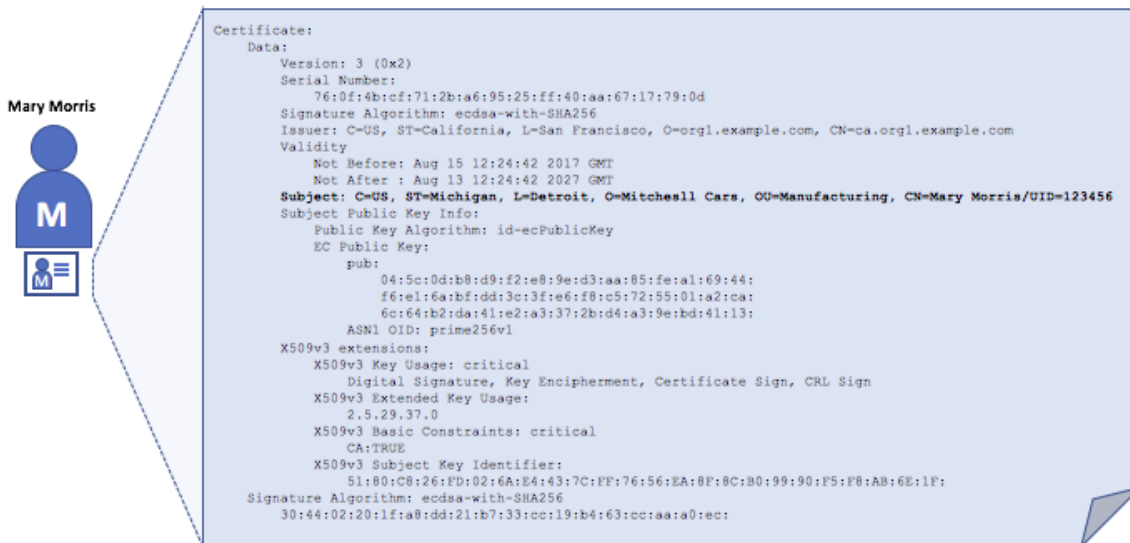 Mary Morris
M
M
Certificate:
Data:
Version: 3 (0x2)
Serial Number:
76:0f:4b:cf:71:2b:a6:95:25:ff:40:aa:67:17:79:0d
Signature Algorithm: ecdsa-with-SHA256
Issuer: C=US, ST=California, L=San Francisco, O=org1.example.com, CN=ca.org1.example.com
Validity
Not Before: Aug 15 12:24:42 2017 GMT
Not After : Aug 13 12:24:42 2027 GMT
Subject: C=US, ST=Michigan, L=Detroit, O=Mitchesll Cars, OU=Manufacturing, CN=Mary Morris/UID=123456
Subject Public Key Info:
Public Key Algorithm: id-ecPublicKey
EC Public Key:
pub:
04:5c:0d:b8:d9:f2:e8:9e:d3:aa:85:fe:a1:69:44:
f6:e1:6a:bf:dd:3c:3f:e6:f8:c5:72:55:01:a2:ca:
6c:64:b2:da:41:e2:a3:37:2b:d4:a3:9e:bd:41:13:
ASN1 OID: prime256v1
X509v3 extensions:
X509v3 Key Usage: critical
Digital Signature, Key Encipherment, Certificate Sign, CRL Sign
X509v3 Extended Key Usage:
2.5.29.37.0
X509v3 Basic Constraints: critical
CA:TRUE
X509v3 Subject Key Identifier:
51:80:C8:26:FD:02:6A:E4:43:7C:FF:76:56:EA:8F:8C:B0:99:90:F5:F8:AB:6E:1F:
Signature Algorithm: ecdsa-with-SHA256
30:44:02:20:1f:a8:dd:21:b7:33:cc:19:b4:63:cc:aa:a0:ec: